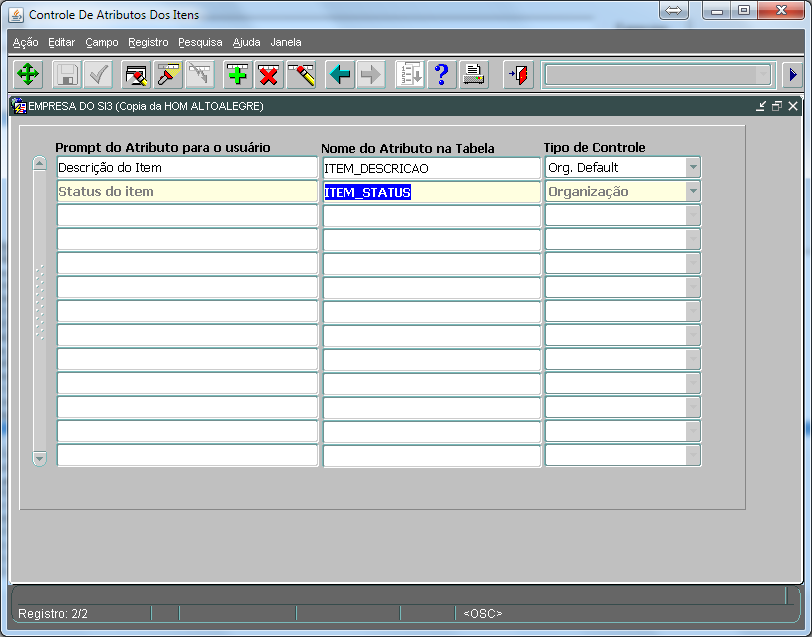 Controle De Atributos Dos Itens
Ação Editar Campo Registro Pesquisa Ajuda Janela
EMPRESA DO SI3 (Copia da HOM ALTOALEGRE)
Prompt do Atributo para o usuário Nome do Atributo na Tabela Tipo de Controle
Descrição do Item ITEM_DESCRICAO Org. Default
Status do item ITEM_STATUS Organização
Registro: 2/2 <OSC>